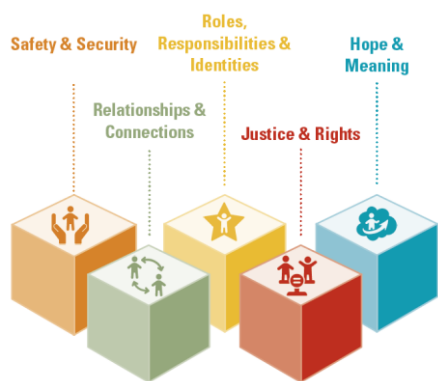 Safety & Security
Relationships &
Connections
Roles,
Responsibilities &
Identities
Justice & Rights
Hope &
Meaning